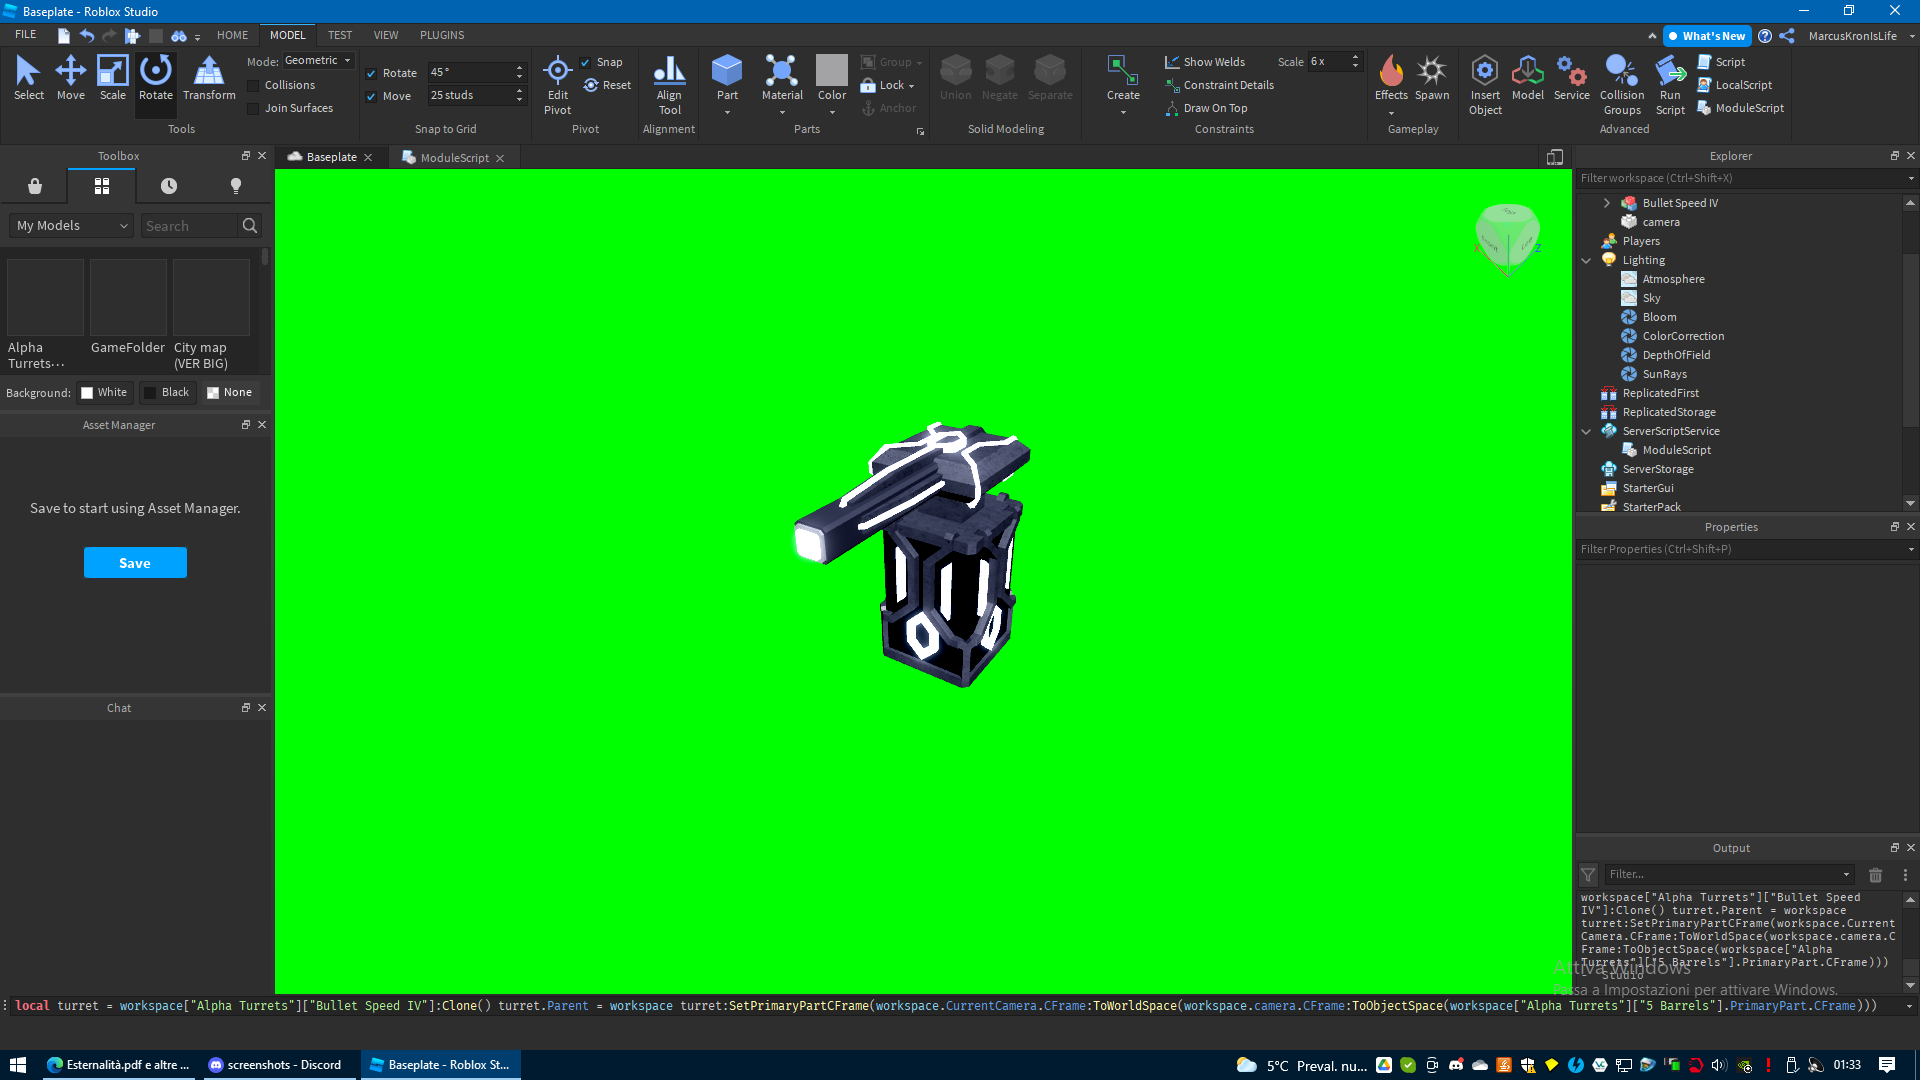 Baseplate - Roblox Studio
FILE HOME MODEL TEST VIEW PLUGINS What's New MarcusKronIsLife
Select Move Scale Rotate Transform
Mode: Geometric
Collisions
Join Surfaces
Tools
Rotate 45°
Move 25 studs
Snap to Grid
Edit Pivot
Snap
Reset
Pivot
Align Tool
Alignment
Part Material Color
Group
Lock
Anchor
Parts
Union Negate Separate
Solid Modeling
Create
Show Welds
Constraint Details
Draw On Top
Scale 6 x
Constraints
Effects Spawn
Gameplay
Insert Object Model Service Collision Groups Run Script
Script
LocalScript
ModuleScript
Advanced
Toolbox
My Models Search
Alpha Turrets...
GameFolder
City map (VER BIG)
Background: White Black None
Asset Manager
Save to start using Asset Manager.
Save
Chat
Baseplate ModuleScript
Explorer
Filter workspace (Ctrl+Shift+X)
Bullet Speed IV
camera
Players
Lighting
Atmosphere
Sky
Bloom
ColorCorrection
DepthOfField
SunRays
ReplicatedFirst
ReplicatedStorage
ServerScriptService
ModuleScript
ServerStorage
StarterGui
StarterPack
Properties
Filter Properties (Ctrl+Shift+P)
Output
Filter...
workspace["Alpha Turrets"]["Bullet Speed
IV"]:Clone() turret.Parent = workspace
turret:SetPrimaryPartCFrame(workspace.Current
Camera.CFrame:ToWorldSpace(workspace.camera.C
Frame:ToObjectSpace(workspace["Alpha
Turrets"]["5 Barrels"].PrimaryPart.CFrame)))
- Studio
Attiva Windows
Passa a Impostazioni per attivare Windows.
local turret = workspace["Alpha Turrets"]["Bullet Speed IV"]:Clone() turret.Parent = workspace turret:SetPrimaryPartCFrame(workspace.CurrentCamera.CFrame:ToWorldSpace(workspace.camera.CFrame:ToObjectSpace(workspace["Alpha Turrets"]["5 Barrels"].PrimaryPart.CFrame)))
Esternalità.pdf e altre ...
screenshots - Discord
Baseplate - Roblox St...
5°C Preval. nu...
01:33